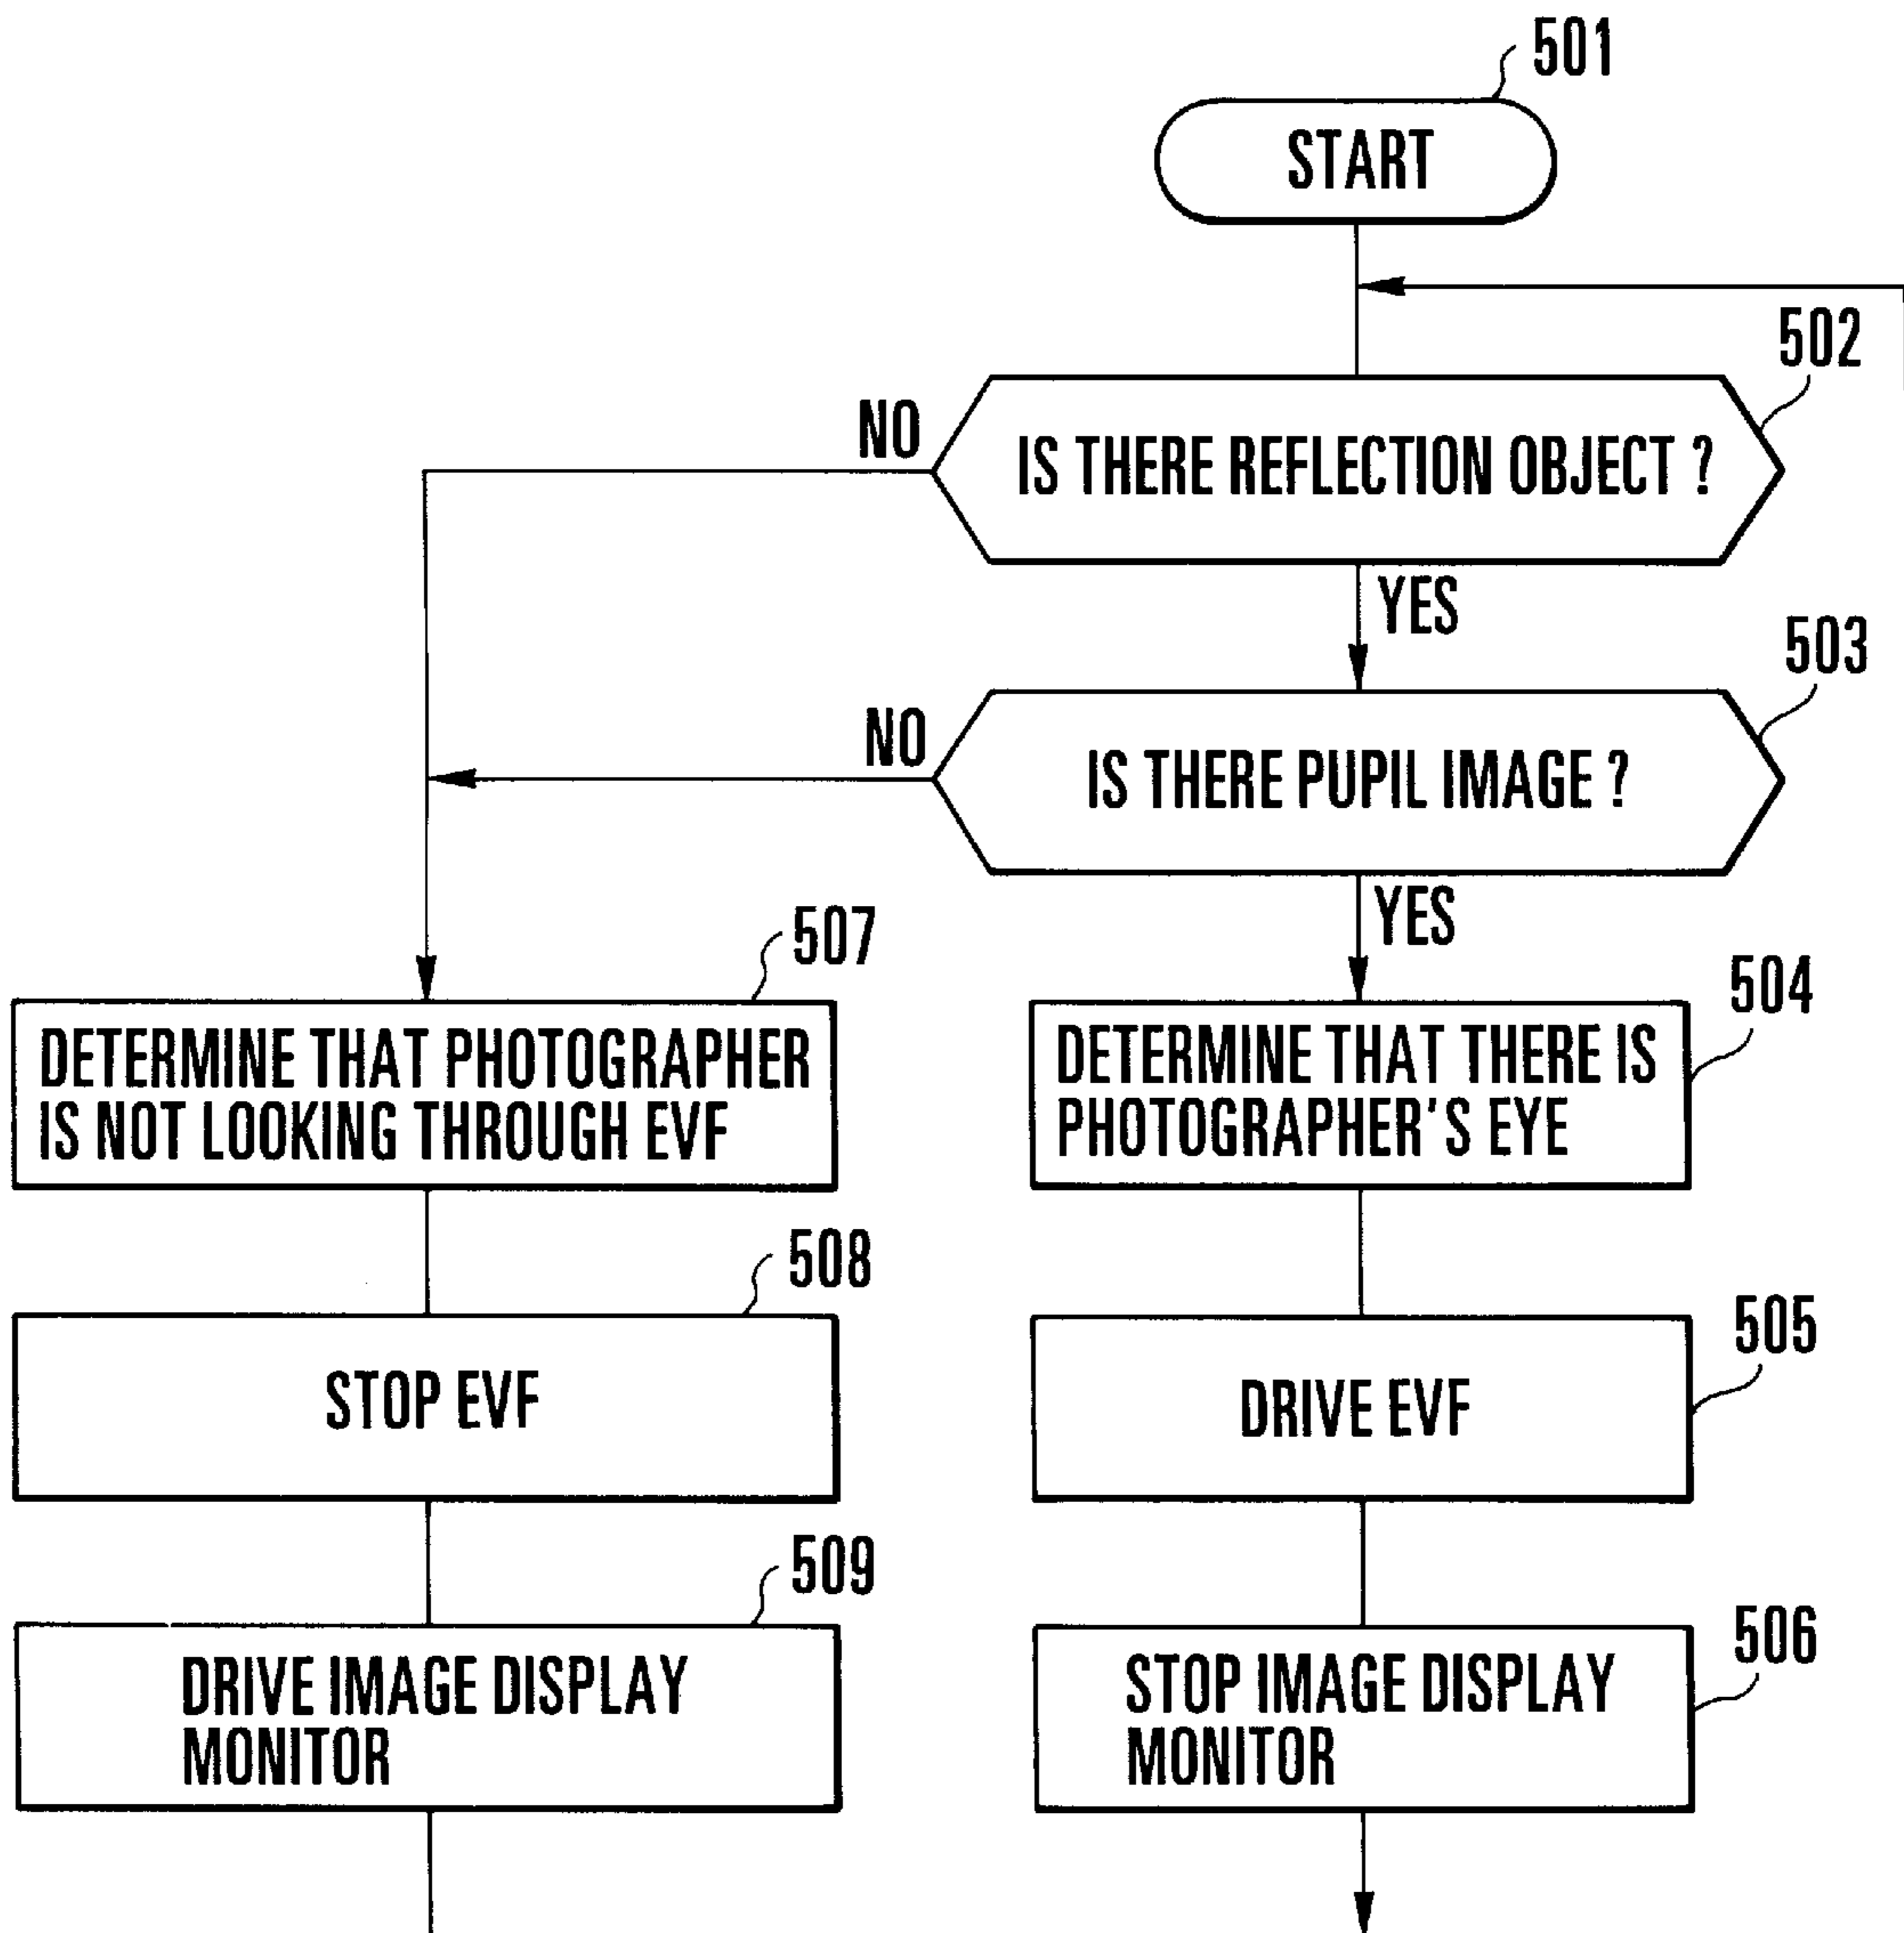 501
START
502
NO
IS THERE REFLECTION OBJECT ?
YES
503
NO
IS THERE PUPIL IMAGE ?
YES
507
504
DETERMINE THAT PHOTOGRAPHER
IS NOT LOOKING THROUGH EVF
DETERMINE THAT THERE IS
PHOTOGRAPHER'S EYE
508
505
STOP EVF
DRIVE EVF
509
506
DRIVE IMAGE DISPLAY
MONITOR
STOP IMAGE DISPLAY
MONITOR